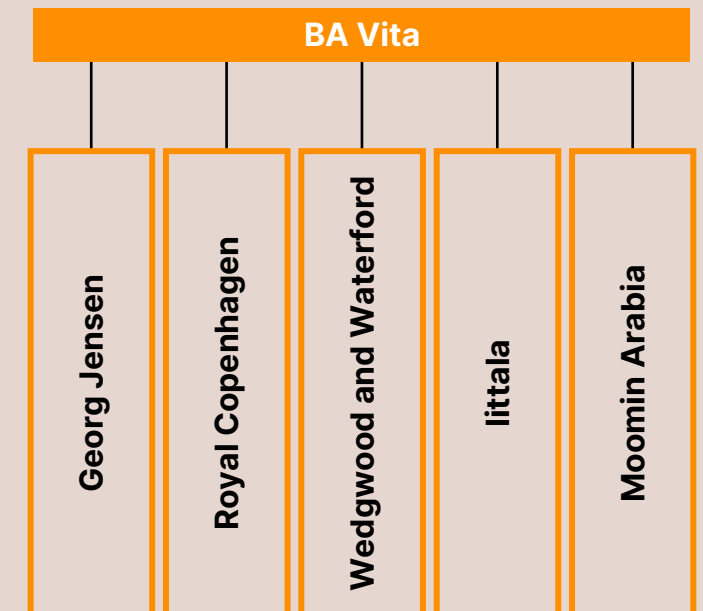 BA Vita
Georg Jensen
Royal Copenhagen
Wedgwood and Waterford
Iittala
Moomin Arabia